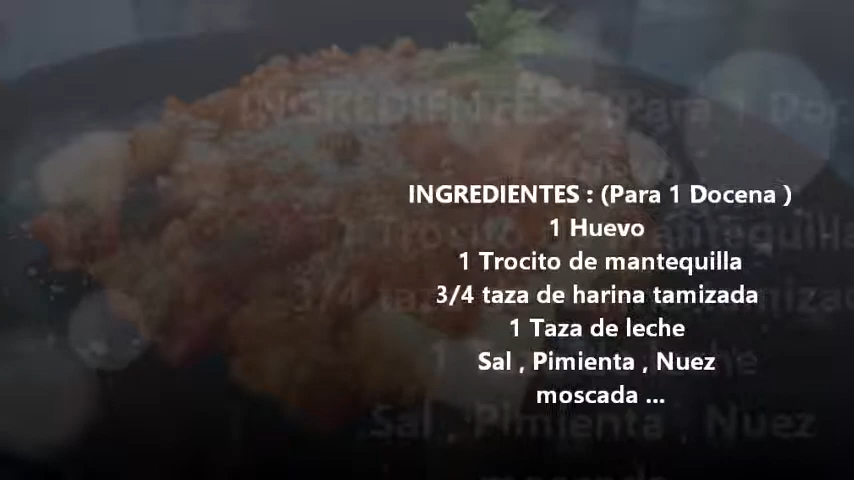 INGREDIENTES : (Para 1 Docena )
1 Huevo
1 Trocito de mantequilla
3/4 taza de harina tamizada
1 Taza de leche
Sal , Pimienta , Nuez
moscada ...